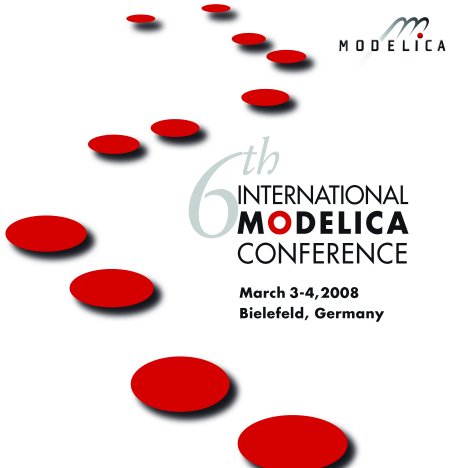 MODELICA
6th
INTERNATIONAL
MODELICA
CONFERENCE
March 3-4,2008
Bielefeld, Germany